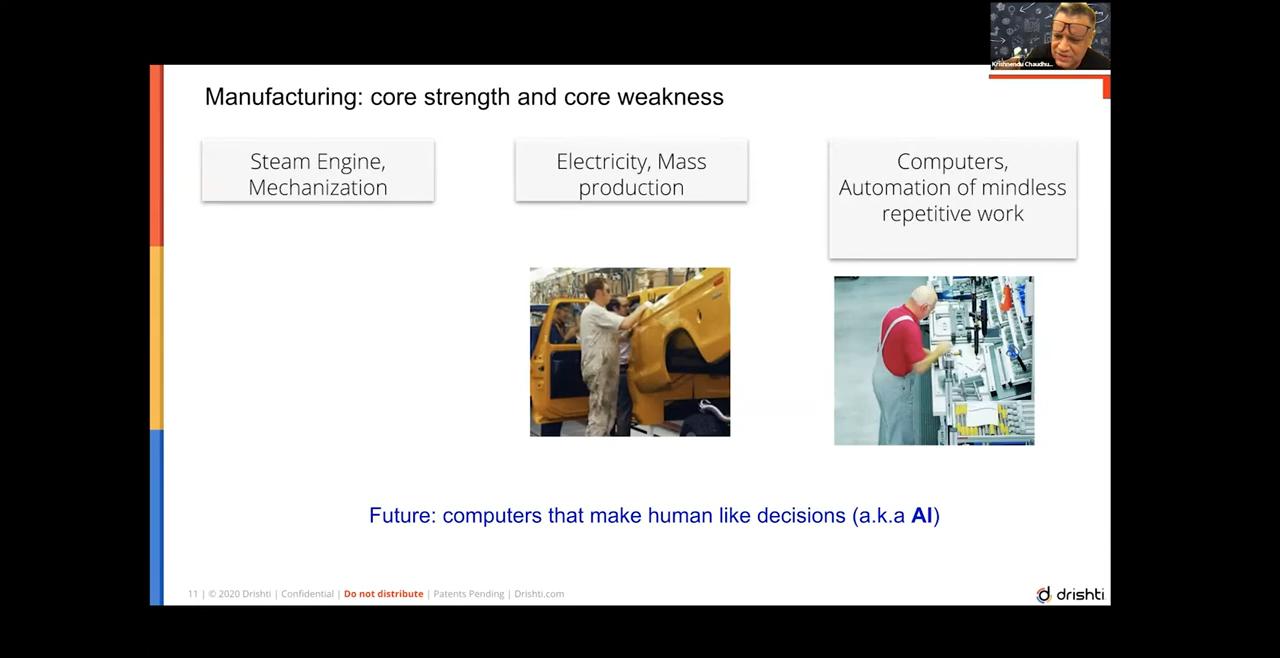 Krishnendu Chaudhu...
Manufacturing: core strength and core weakness
Steam Engine,
Mechanization
Electricity, Mass
production
Computers,
Automation of mindless
repetitive work
Future: computers that make human like decisions (a.k.a AI)
11 | © 2020 Drishti | Confidential | Do not distribute | Patents Pending | Drishti.com
drishti